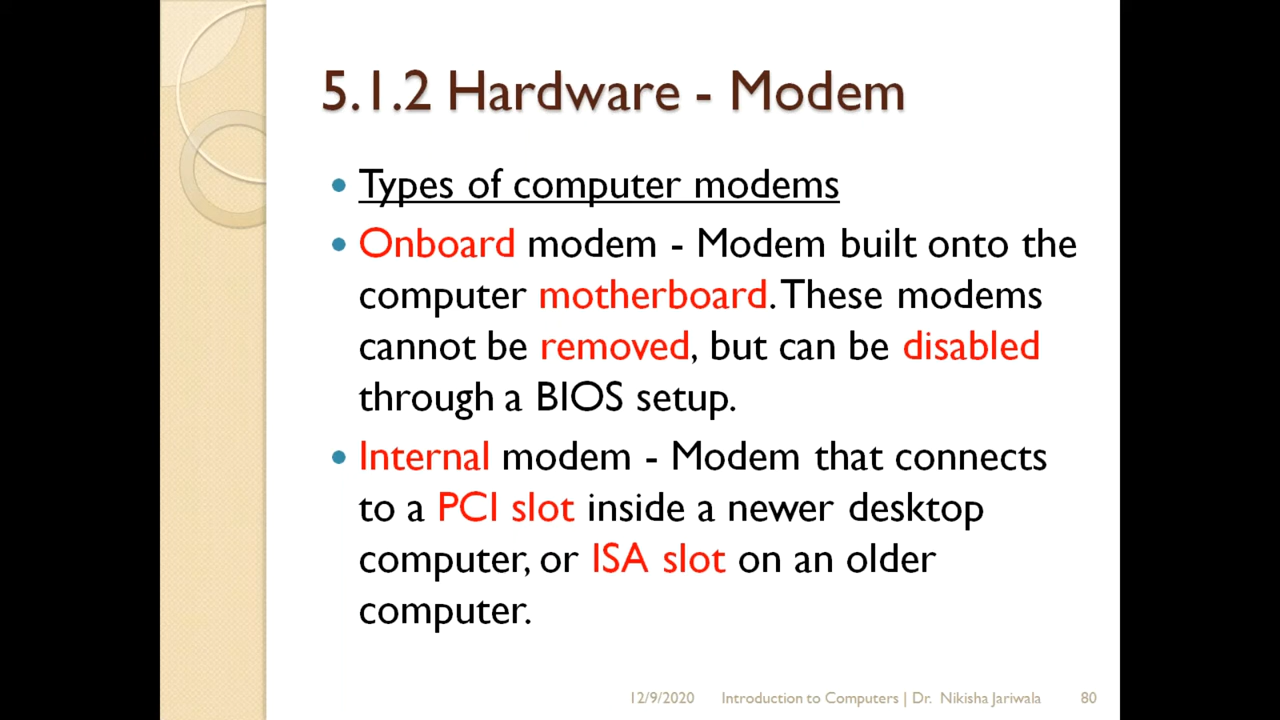 5.1.2 Hardware - Modem
Types of computer modems
Onboard modem - Modem built onto the
computer motherboard. These modems
cannot be removed, but can be disabled
through a BIOS setup.
Internal modem - Modem that connects
to a PCI slot inside a newer desktop
computer, or ISA slot on an older
computer.
12/9/2020 Introduction to Computers | Dr. Nikisha Jariwala 80